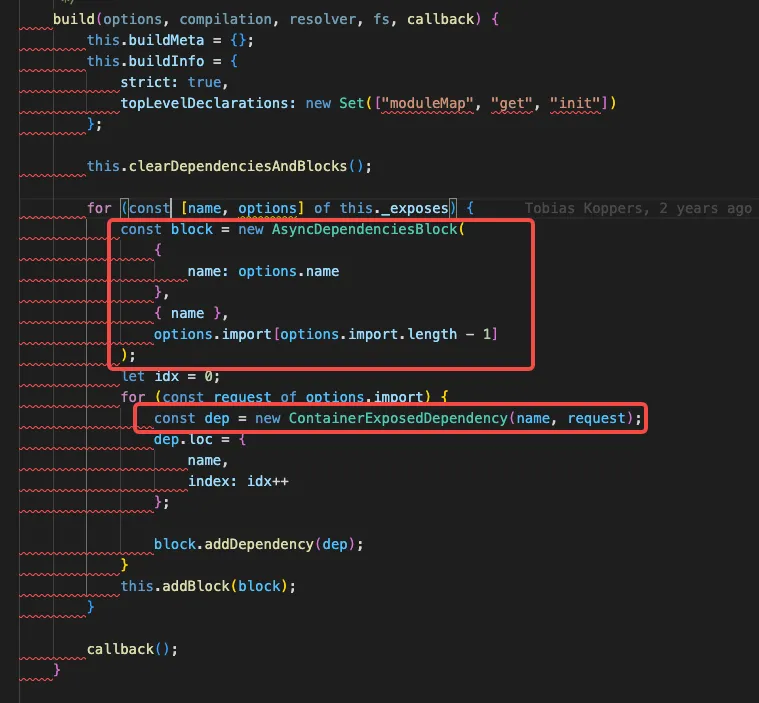 build(options, compilation, resolver, fs, callback) {
this.buildMeta = {};
this.buildInfo = {
strict: true,
topLevelDeclarations: new Set(["moduleMap", "get", "init"])
};
this.clearDependenciesAndBlocks();
for (const [name, options] of this._exposes) { Tobias Koppers, 2 years ago
const block = new AsyncDependenciesBlock(
{
name: options.name
},
{ name },
options.import[options.import.length - 1]
);
let idx = 0;
for (const request of options.import) {
const dep = new ContainerExposedDependency(name, request);
dep.loc = {
name,
index: idx++
};
block.addDependency(dep);
}
this.addBlock(block);
}
callback();
}